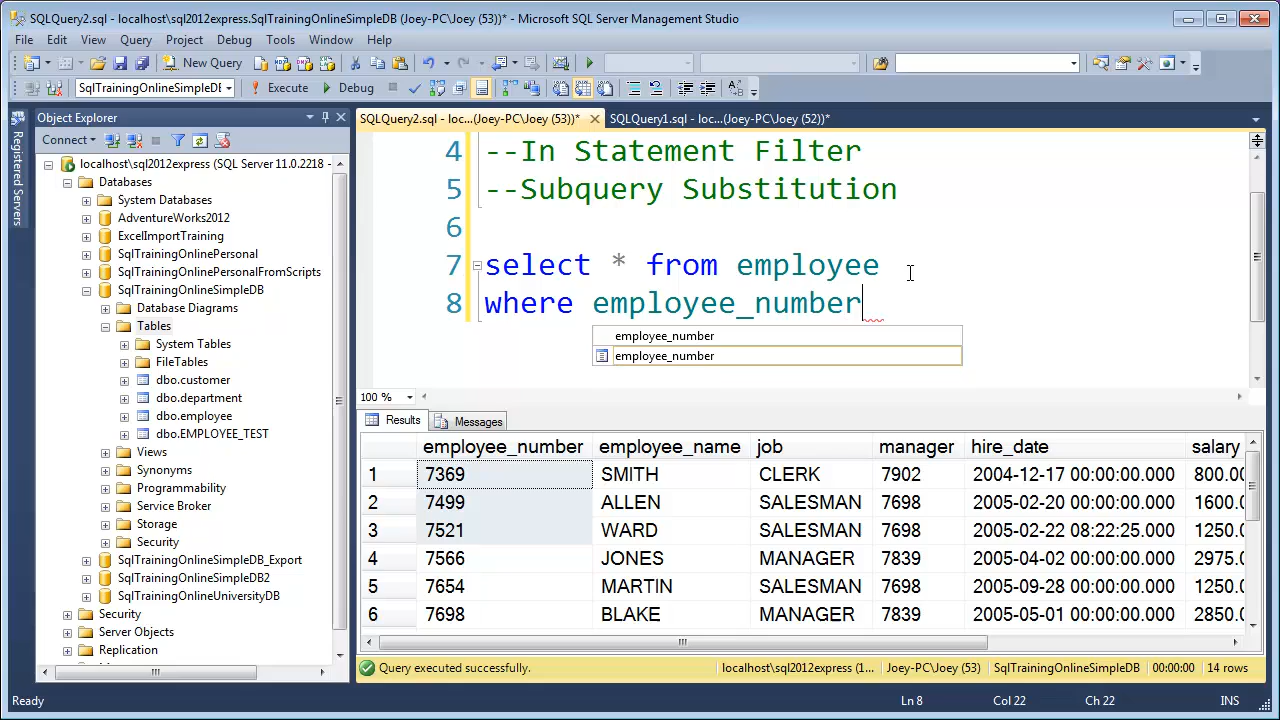 SQLQuery2.sql - localhost\sql2012express.SqlTrainingOnlineSimpleDB (Joey-PC\Joey (53))* - Microsoft SQL Server Management Studio
File Edit View Query Project Debug Tools Window Help
New Query
SqlTrainingOnlineSimpleDE Execute Debug
Registered Servers
Object Explorer
Connect
localhost\sql2012express (SQL Server 11.0.2218 -
Databases
System Databases
AdventureWorks2012
ExcelImportTraining
SqlTrainingOnlinePersonal
SqlTrainingOnlinePersonalFromScripts
SqlTrainingOnlineSimpleDB
Database Diagrams
Tables
System Tables
FileTables
dbo.customer
dbo.department
dbo.employee
dbo.EMPLOYEE_TEST
Views
Synonyms
Programmability
Service Broker
Storage
Security
SqlTrainingOnlineSimpleDB_Export
SqlTrainingOnlineSimpleDB2
SqlTrainingOnlineUniversityDB
Security
Server Objects
Replication
SQLQuery2.sql - loc...(Joey-PC\Joey (53))* SQLQuery1.sql - loc...(Joey-PC\Joey (52))*
4 --In Statement Filter
5 --Subquery Substitution
6
7 select * from employee
8 where employee_number
employee_number
employee_number
100 %
Results Messages
employee_number employee_name job manager hire_date salary
1 7369 SMITH CLERK 7902 2004-12-17 00:00:00.000 800.0
2 7499 ALLEN SALESMAN 7698 2005-02-20 00:00:00.000 1600.0
3 7521 WARD SALESMAN 7698 2005-02-22 08:22:25.000 1250.0
4 7566 JONES MANAGER 7839 2005-04-02 00:00:00.000 2975.0
5 7654 MARTIN SALESMAN 7698 2005-09-28 00:00:00.000 1250.0
6 7698 BLAKE MANAGER 7839 2005-05-01 00:00:00.000 2850.0
Query executed successfully. localhost\sql2012express (1... Joey-PC\Joey (53) SqlTrainingOnlineSimpleDB 00:00:00 14 rows
Ready Ln 8 Col 22 Ch 22 INS